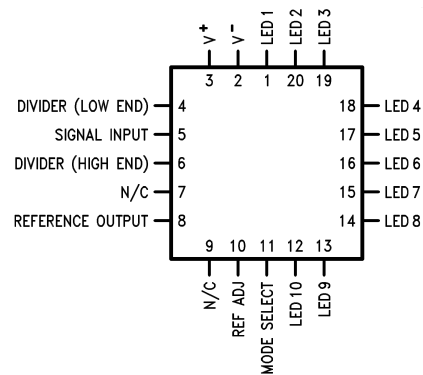 V+
V-
LED 1
LED 2
LED 3
3
2
1
20
19
DIVIDER (LOW END)
4
18
LED 4
SIGNAL INPUT
5
17
LED 5
DIVIDER (HIGH END)
6
16
LED 6
N/C
7
15
LED 7
REFERENCE OUTPUT
8
14
LED 8
9
10
11
12
13
N/C
REF ADJ
MODE SELECT
LED 10
LED 9